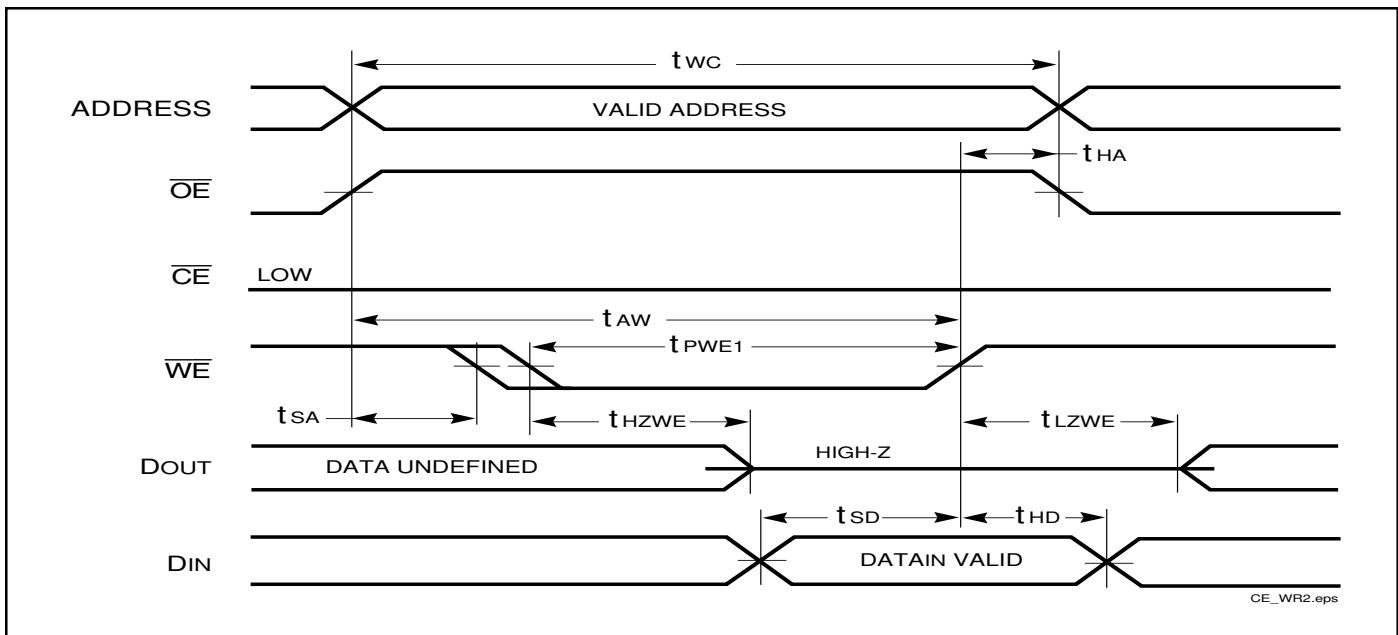 tWC
ADDRESS
VALID ADDRESS
tHA
OE
CE
LOW
tAW
WE
tPWE1
tSA
tHZWE
tLZWE
DOUT
DATA UNDEFINED
HIGH-Z
tSD
tHD
DIN
DATAIN VALID
CE_WR2.eps